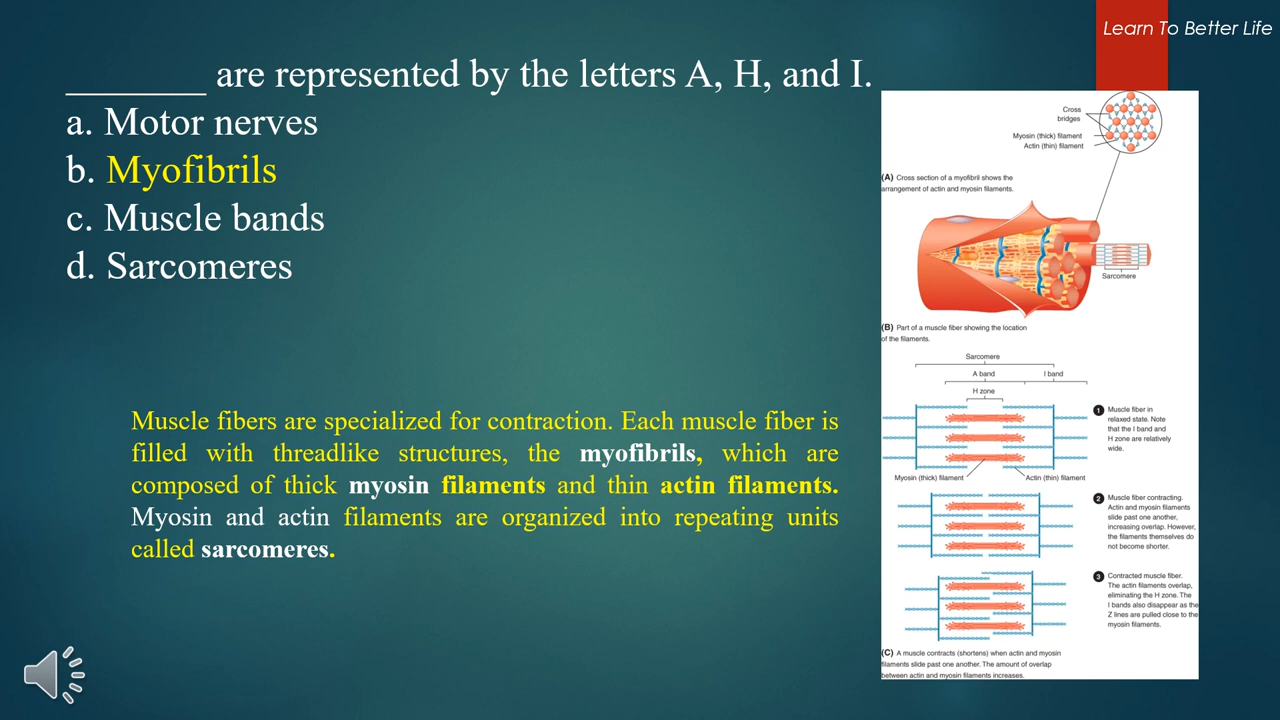 Learn To Better Life
________ are represented by the letters A, H, and I.
a. Motor nerves
b. Myofibrils
c. Muscle bands
d. Sarcomeres
Muscle fibers are specialized for contraction. Each muscle fiber is
filled with threadlike structures, the myofibrils, which are
composed of thick myosin filaments and thin actin filaments.
Myosin and actin filaments are organized into repeating units
called sarcomeres.
Cross
bridges
Myosin (thick) filament
Actin (thin) filament
(A) Cross section of a myofibril shows the
arrangement of actin and myosin filaments.
Sarcomere
(B) Part of a muscle fiber showing the location
of the filaments.
Sarcomere
A band
I band
H zone
1 Muscle fiber in
relaxed state. Note
that the I band and
H zone are relatively
wide.
Myosin (thick) filament
Actin (thin) filament
2 Muscle fiber contracting.
Actin and myosin filaments
slide past one another,
increasing overlap. However,
the filaments themselves do
not become shorter.
3 Contracted muscle fiber.
The actin filaments overlap,
eliminating the H zone. The
I bands also disappear as the
Z lines are pulled close to the
myosin filaments.
(C) A muscle contracts (shortens) when actin and myosin
filaments slide past one another. The amount of overlap
between actin and myosin filaments increases.